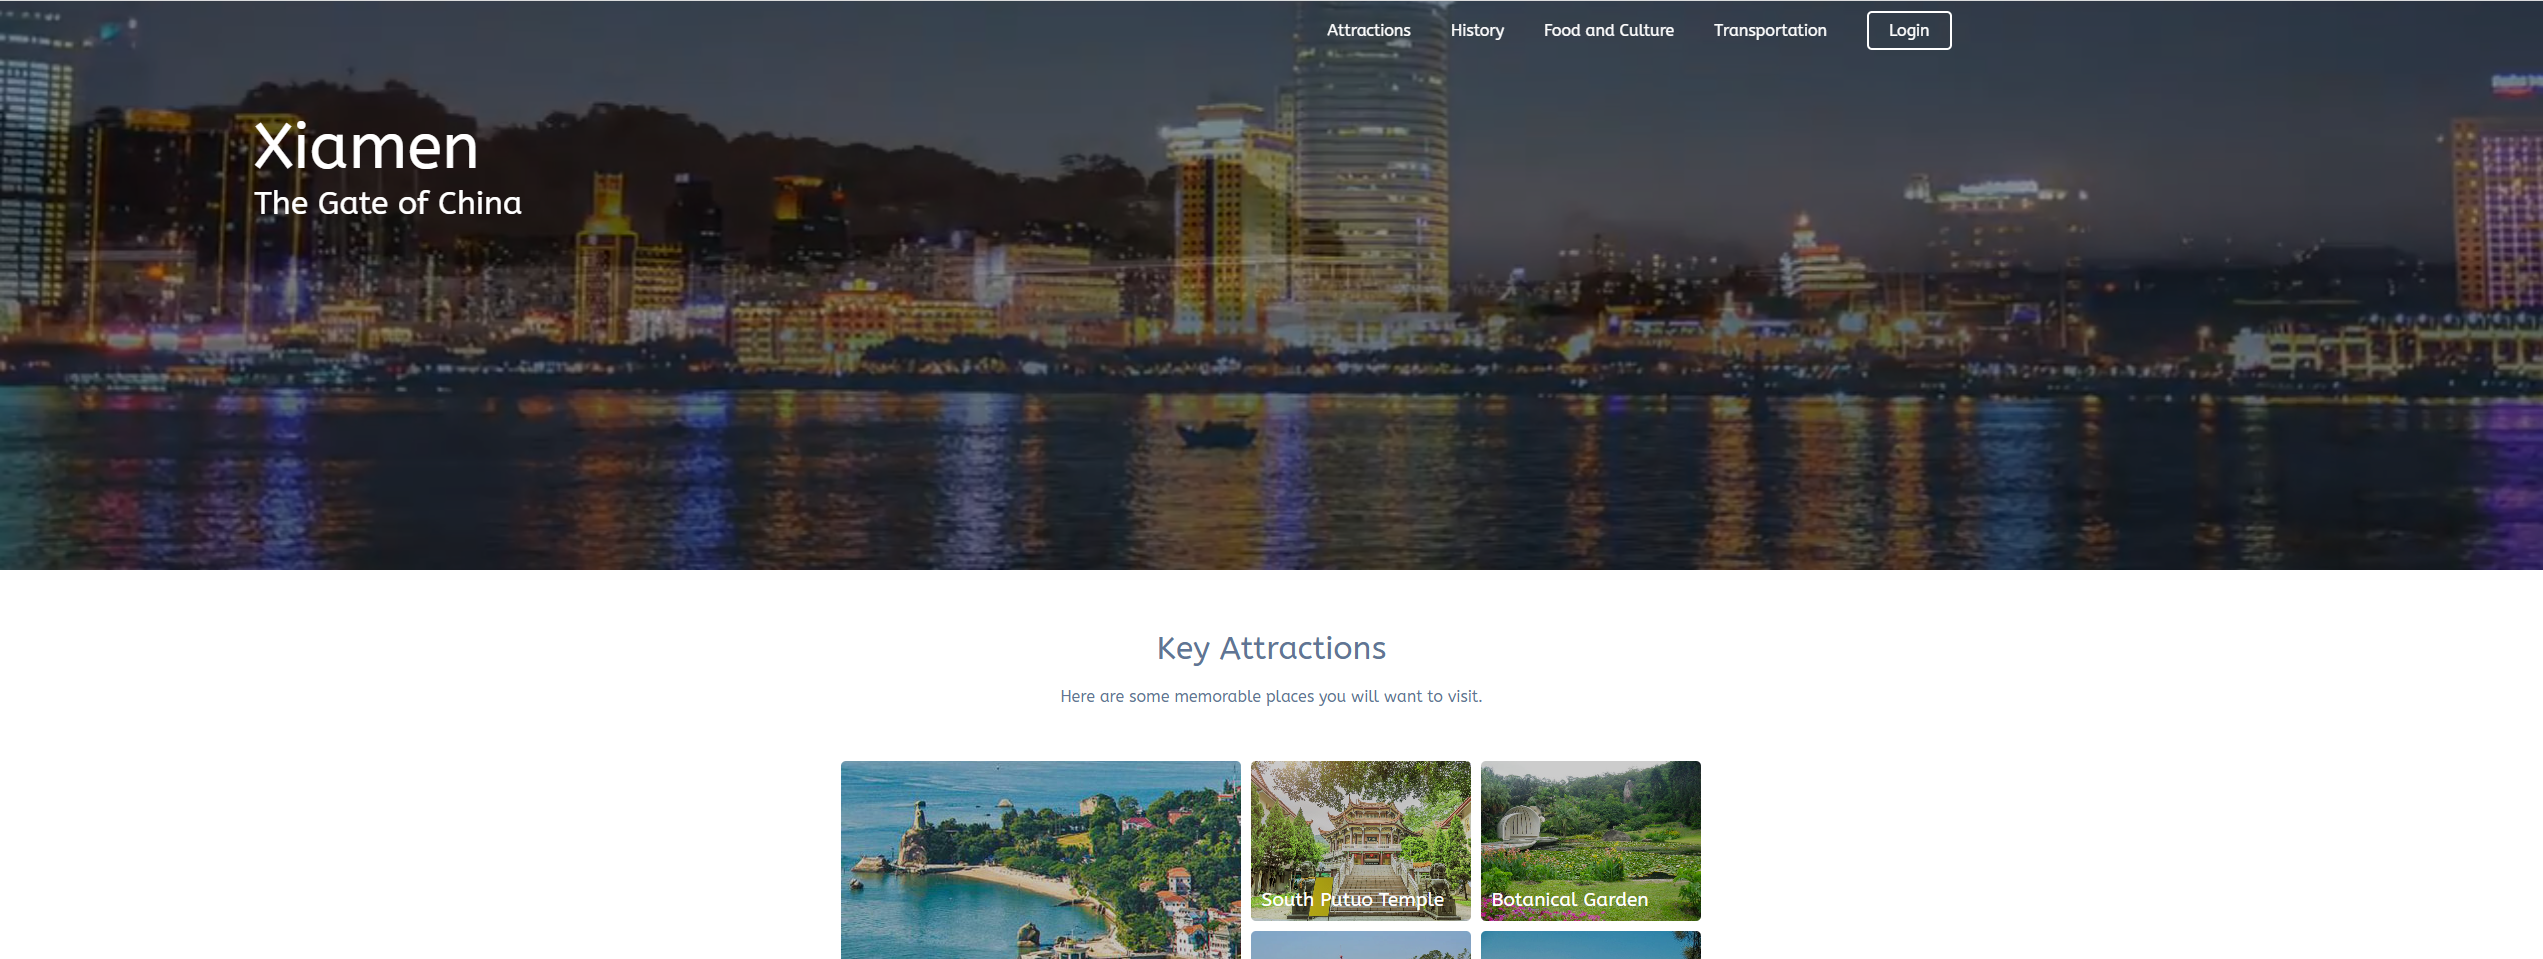 Attractions History Food and Culture Transportation Login
Xiamen
The Gate of China
Key Attractions
Here are some memorable places you will want to visit.
South Putuo Temple
Botanical Garden